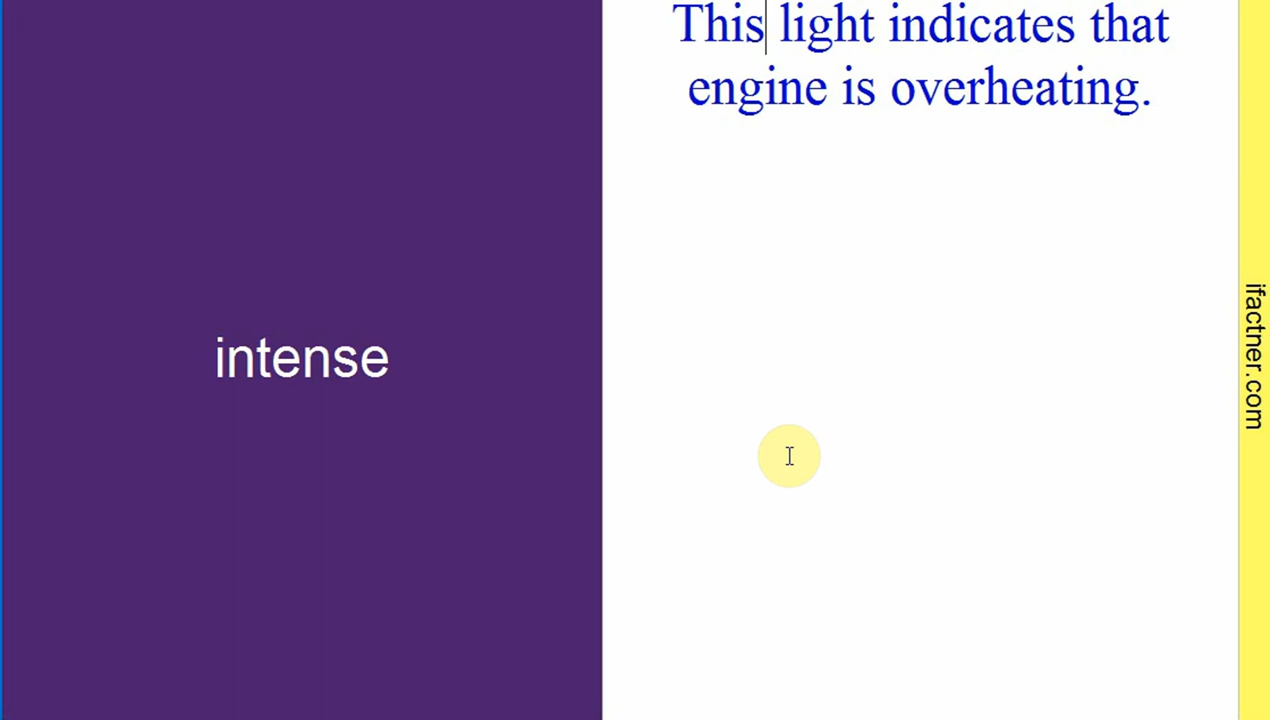 intense
This light indicates that
engine is overheating.
ifactner.com